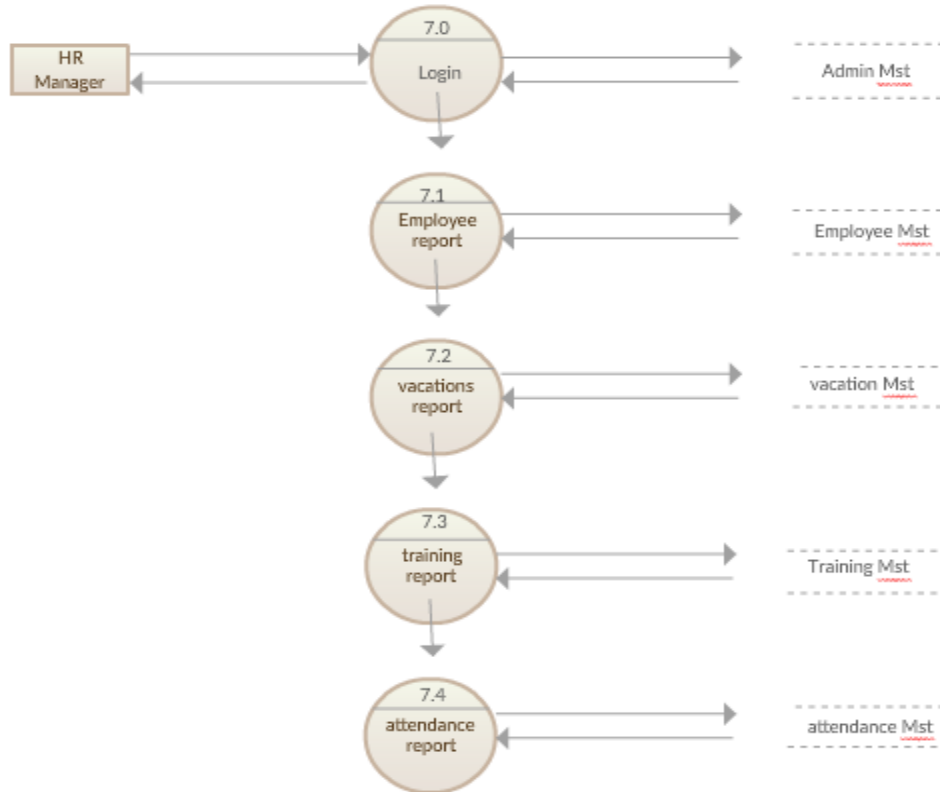 7.0
HR
Manager
Login
Admin Mst
7.1
Employee
report
Employee Mst
7.2
vacations
report
vacation Mst
7.3
training
report
Training Mst
7.4
attendance
report
attendance Mst